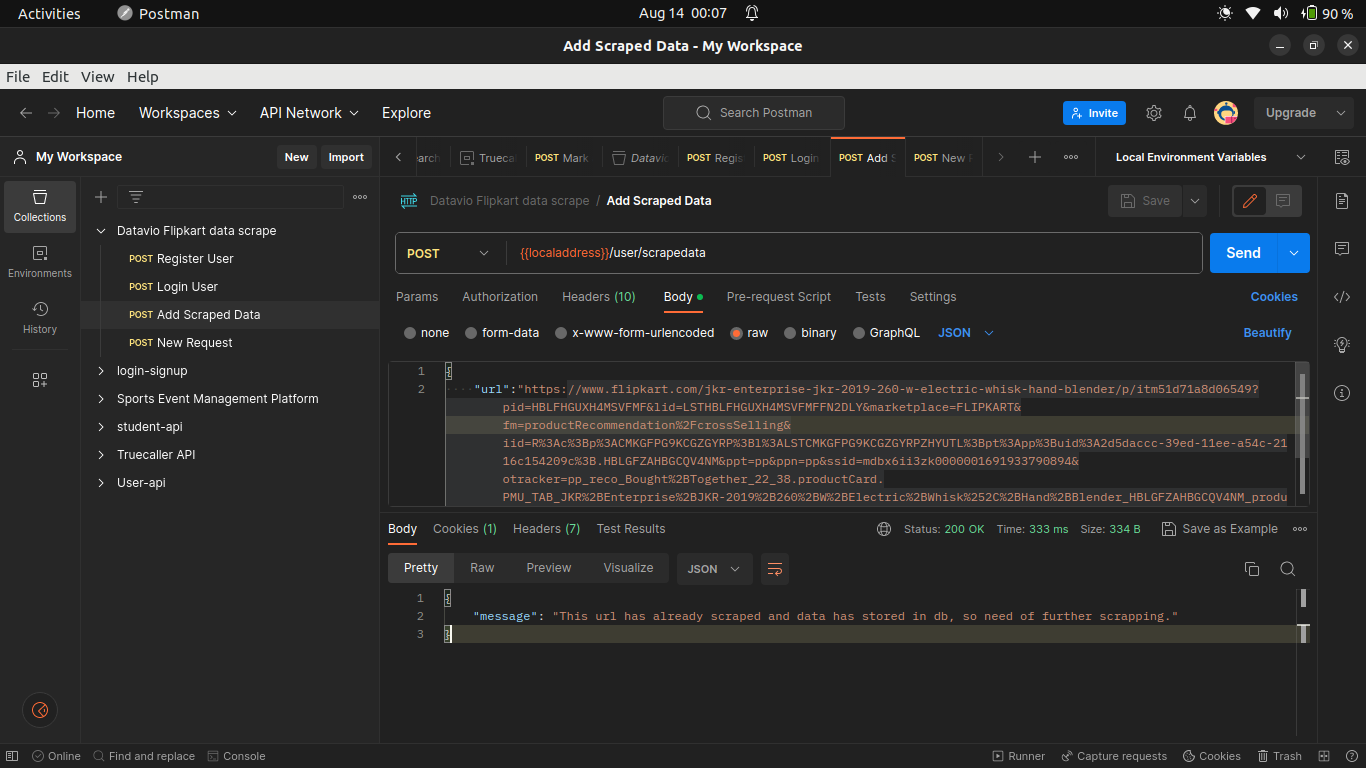 Activities
Postman
Aug 14 00:07
90 %
Add Scraped Data - My Workspace
File Edit View Help
Home Workspaces API Network Explore
Search Postman
Invite
Upgrade
My Workspace
New Import
earch
Truecal
POST Mark
Datavic
POST Regis
POST Login
POST Add S
POST New R
Local Environment Variables
Collections
Environments
History
Datavio Flipkart data scrape
POST Register User
POST Login User
POST Add Scraped Data
POST New Request
login-signup
Sports Event Management Platform
student-api
Truecaller API
User-api
HTTP
Datavio Flipkart data scrape / Add Scraped Data
Save
POST
{{localaddress}}/user/scrapedata
Send
Params Authorization Headers (10) Body Pre-request Script Tests Settings Cookies
none form-data x-www-form-urlencoded raw binary GraphQL JSON Beautify
1 {
2 "url":"https://www.flipkart.com/jkr-enterprise-jkr-2019-260-w-electric-whisk-hand-blender/p/itm51d71a8d06549?
pid=HBLFHGUXH4MSVFMF&lid=LSTHBLFHGUXH4MSVFMFFN2DLY&marketplace=FLIPKART&
fm=productRecommendation%2FcrossSelling&
iid=R%3Ac%3Bp%3ACMKGFPG9KCGZGYRP%3Bl%3ALSTCMKGFPG9KCGZGYRPZHYUTL%3Bpt%3App%3Buid%3A2d5daccc-39ed-11ee-a54c-21
16c154209c%3B.HBLGFZAHBGCQV4NM&ppt=pp&ppn=pp&ssid=mdbx6ii3zk0000001691933790894&
otracker=pp_reco_Bought%2BTogether_22_38.productCard.
PMU_TAB_JKR%2BEnterprise%2BJKR-2019%2B260%2BW%2BElectric%2BWhisk%252C%2BHand%2BBlender_HBLGFZAHBGCQV4NM_produ
Body Cookies (1) Headers (7) Test Results
Status: 200 OK Time: 333 ms Size: 334 B Save as Example
Pretty Raw Preview Visualize JSON
1 {
2 "message": "This url has already scraped and data has stored in db, so need of further scrapping."
3 }
Online Find and replace Console
Runner Capture requests Cookies Trash